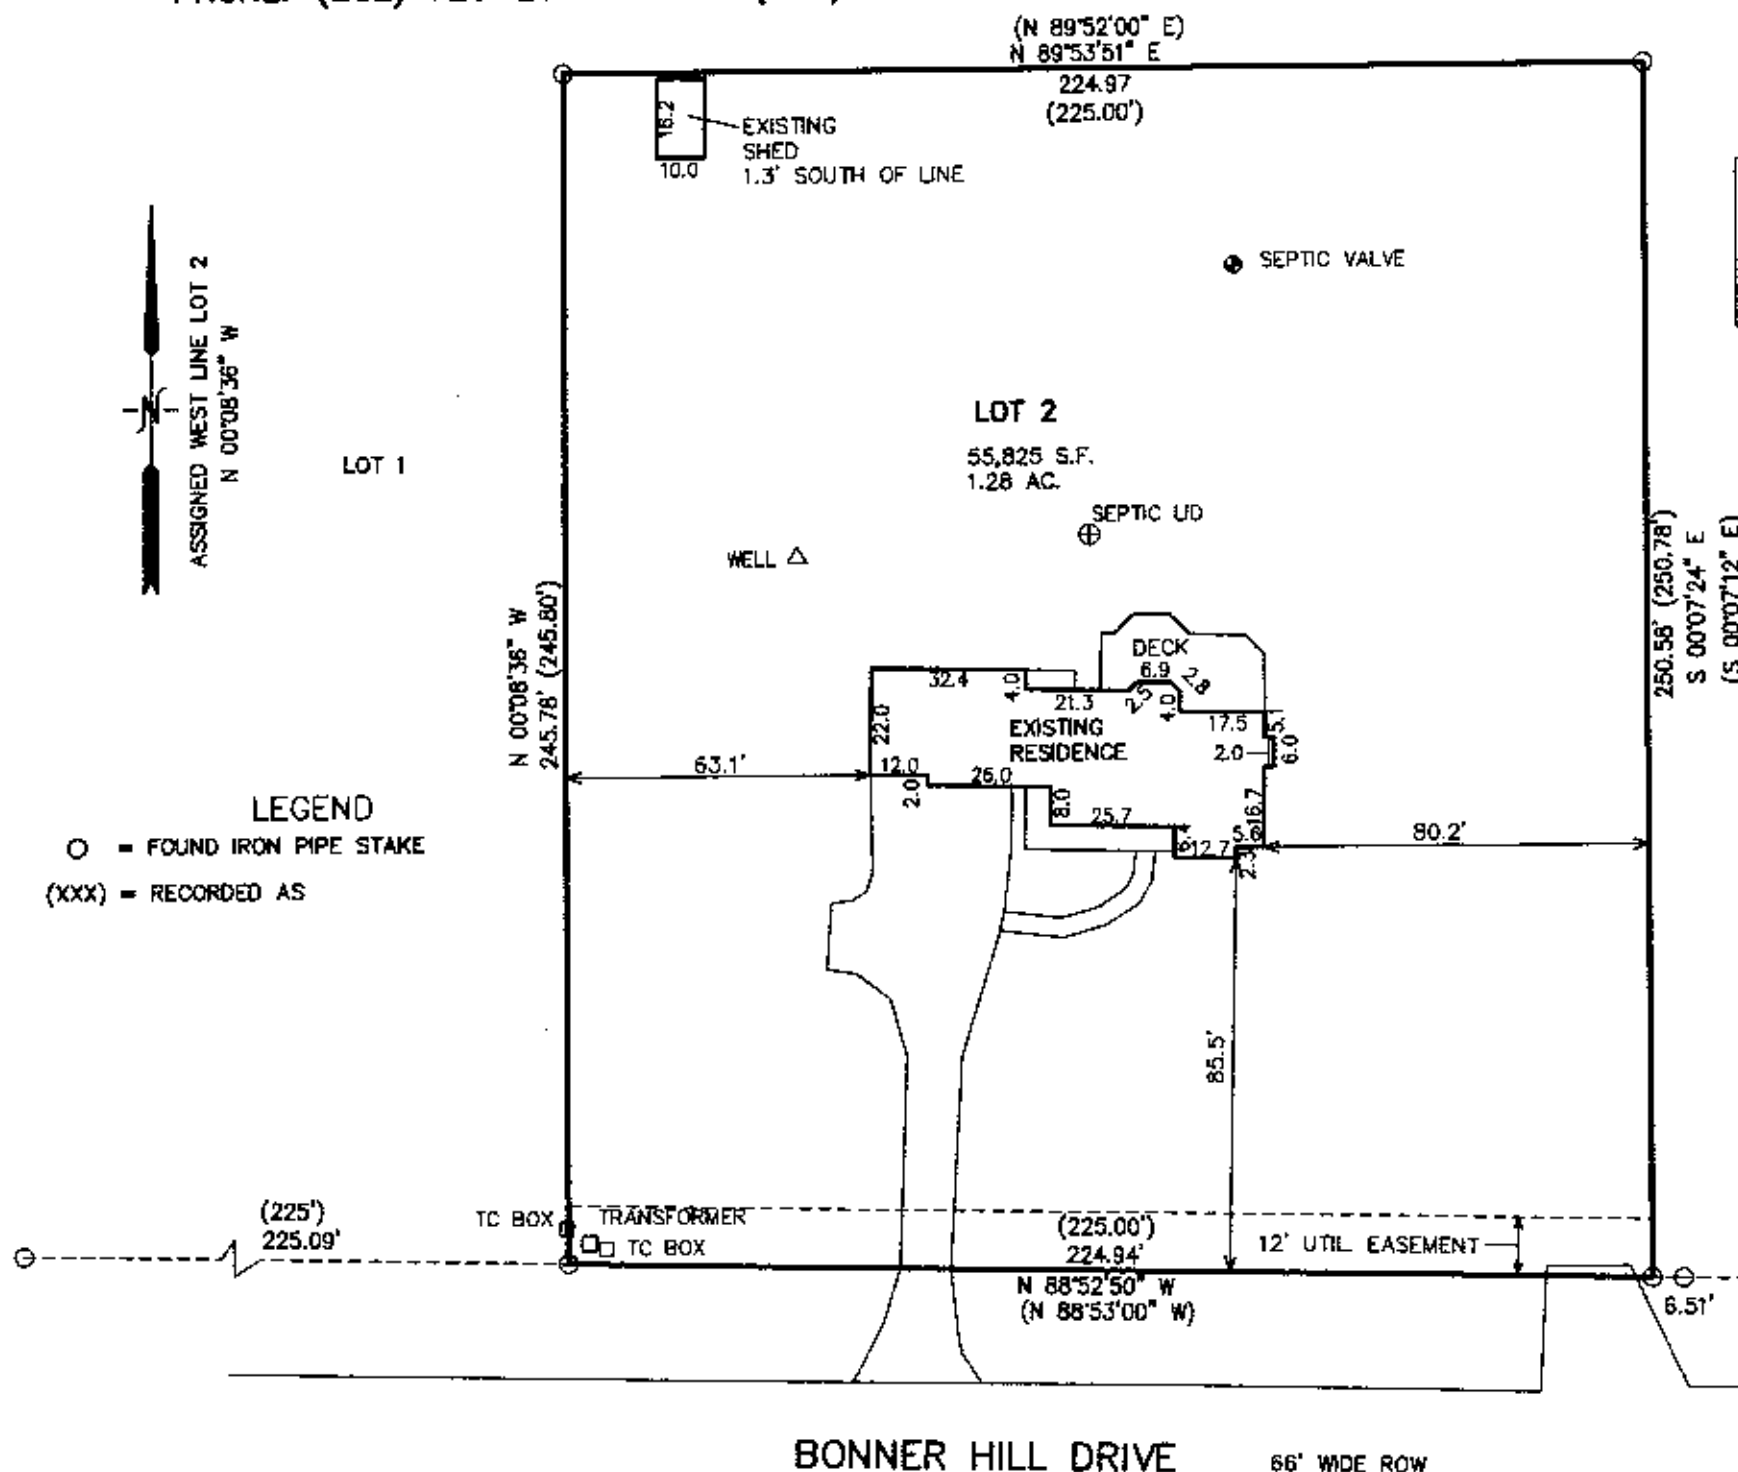 (N 89°52'00" E)
N 89°53'51" E
224.97
(225.00')
16.2
10.0
EXISTING
SHED
1.3' SOUTH OF LINE
SEPTIC VALVE
ASSIGNED WEST LINE LOT 2
N 00°08'36" W
N
LOT 1
LOT 2
55,825 S.F.
1.28 AC.
SEPTIC LID
WELL
N 00°08'36" W
245.78' (245.80')
250.58' (250.78')
S 00°07'24" E
(S 00°07'12" E)
DECK
6.9
2.8
32.4
4.0
21.3
2.5
4.0
17.5
22.0
EXISTING
RESIDENCE
2.0
6.0
63.1'
12.0
2.0
26.0
8.0
25.7
16.7
12.7
5.6
2.3
80.2'
LEGEND
= FOUND IRON PIPE STAKE
(XXX) = RECORDED AS
85.5'
(225')
225.09'
TC BOX
TRANSFORMER
TC BOX
(225.00')
224.94'
N 88°52'50" W
(N 88°53'00" W)
12' UTIL EASEMENT
6.51'
BONNER HILL DRIVE
66' WIDE ROW